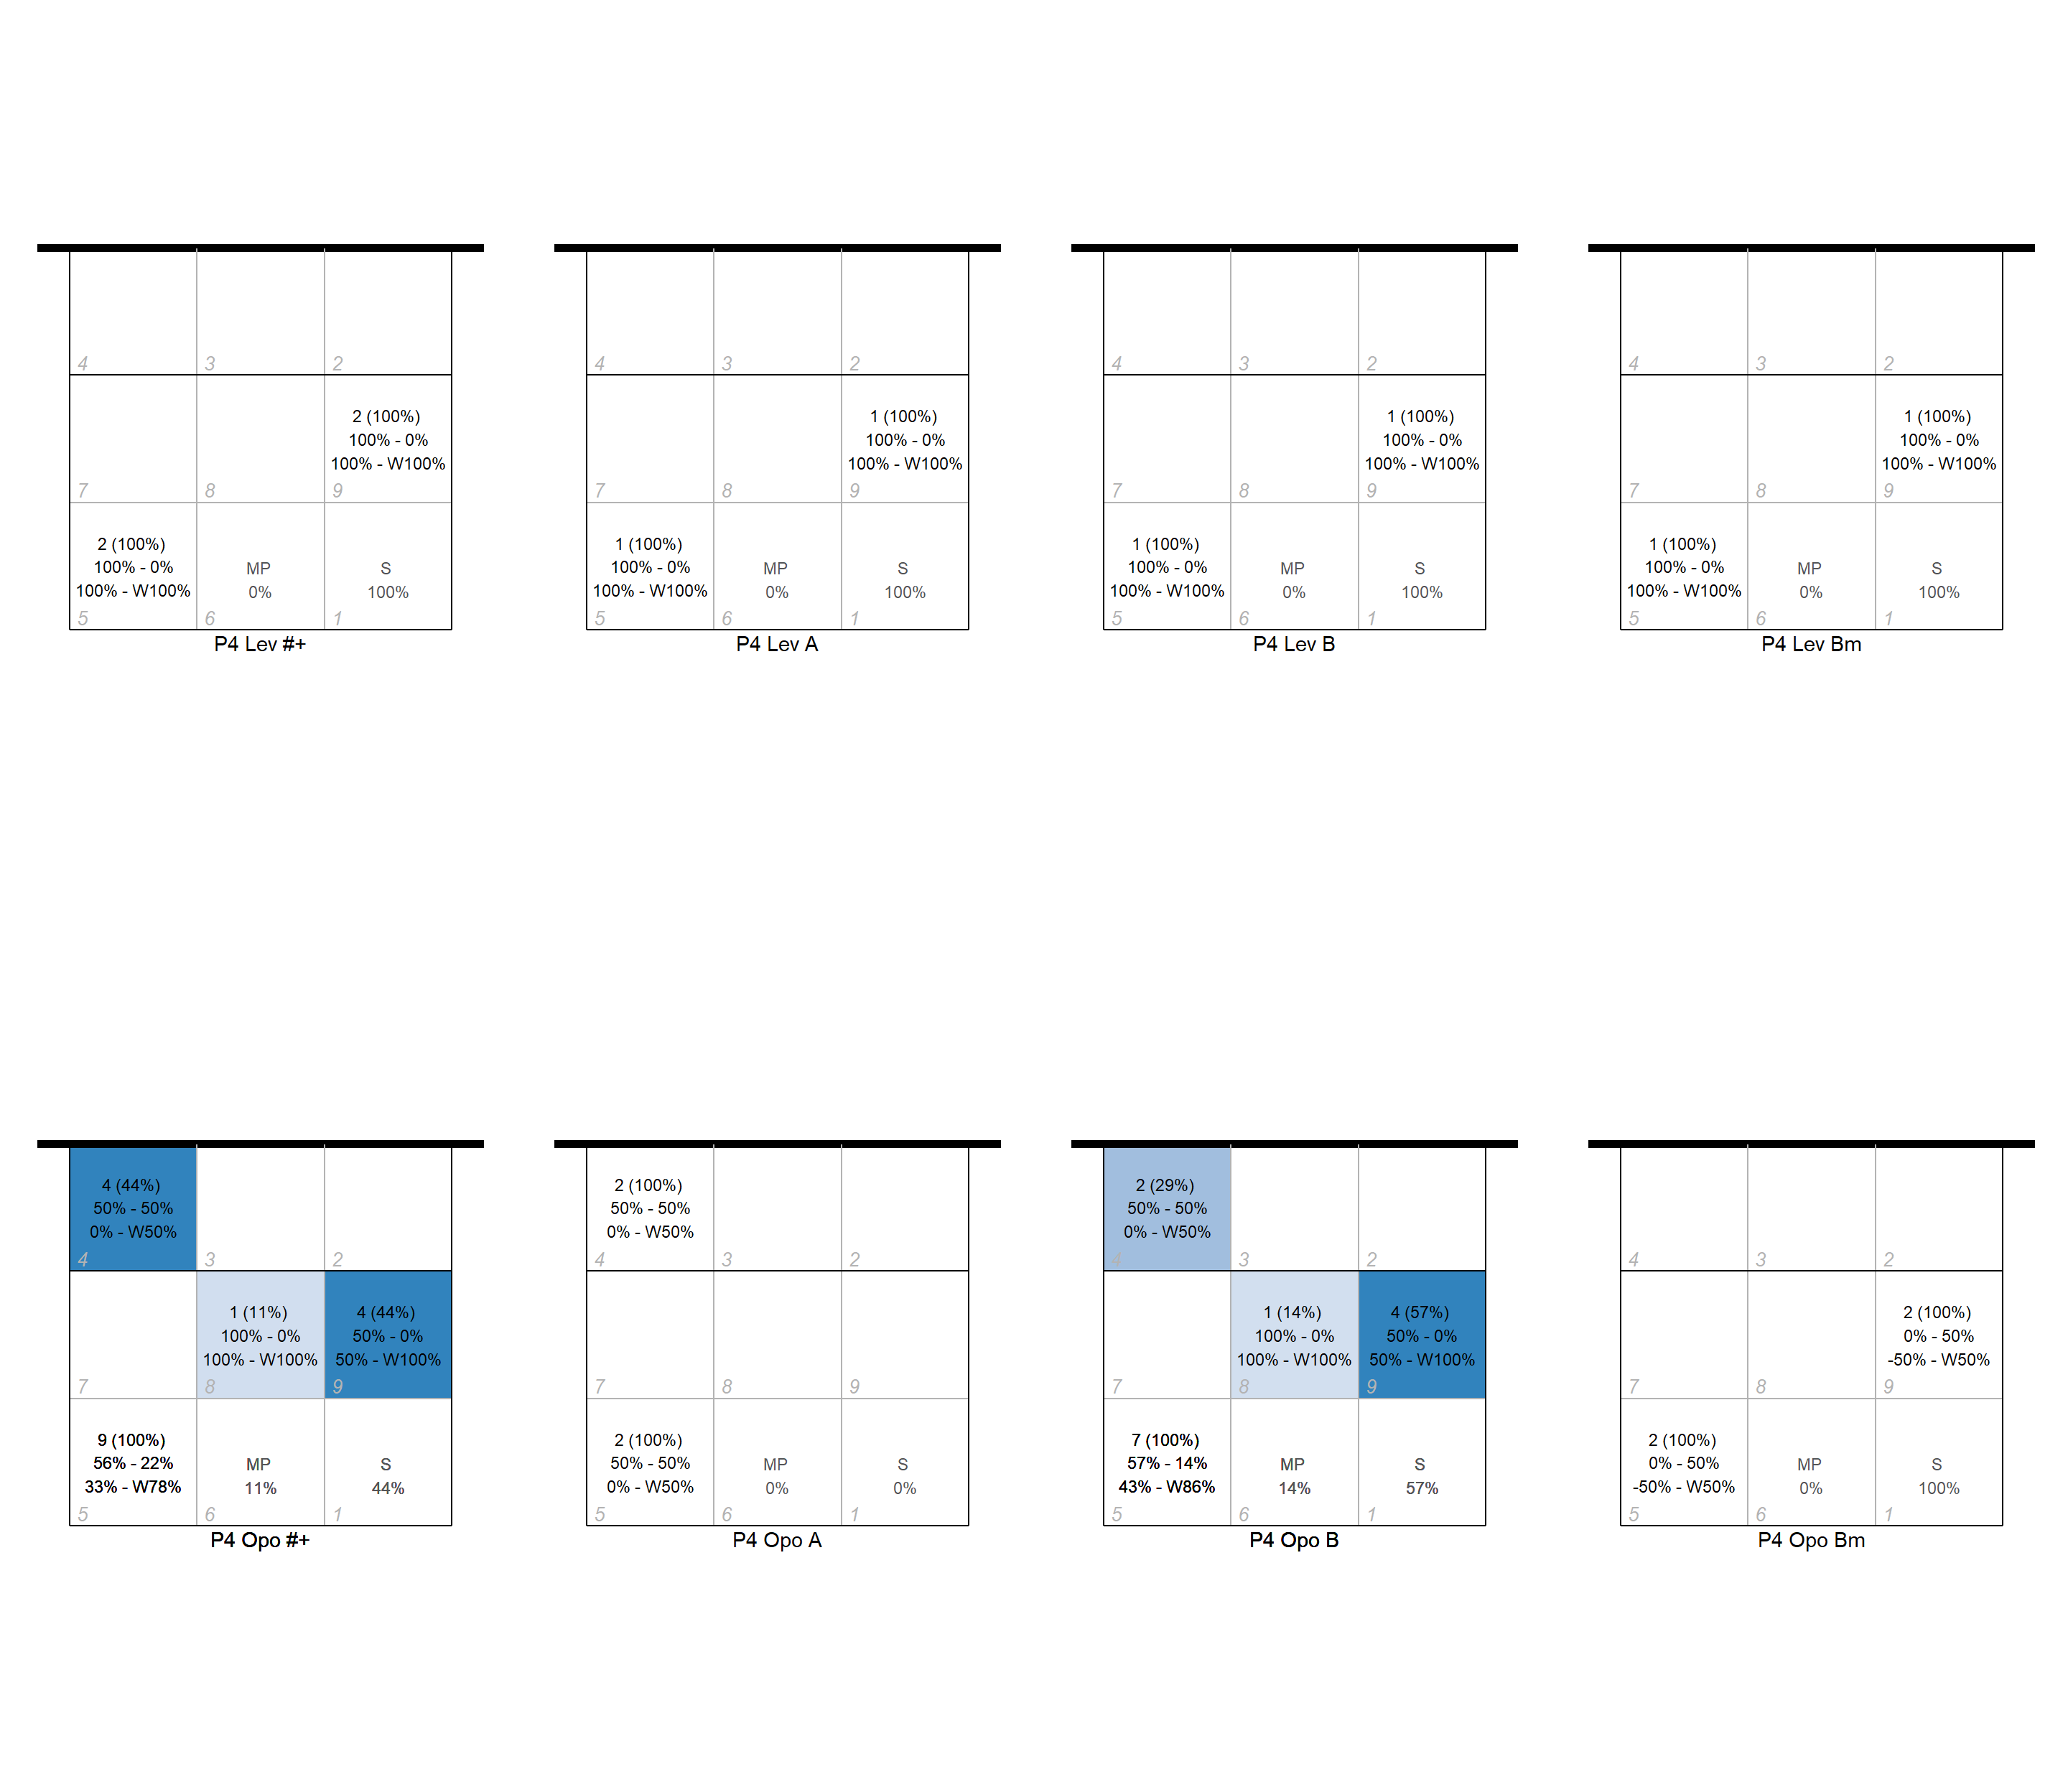 4
3
2
2 (100%)
100% - 0%
100% - W100%
7
8
9
2 (100%)
100% - 0%
100% - W100%
MP
0%
S
100%
5
6
1
P4 Lev #+
4
3
2
1 (100%)
100% - 0%
100% - W100%
7
8
9
1 (100%)
100% - 0%
100% - W100%
MP
0%
S
100%
5
6
1
P4 Lev A
4
3
2
1 (100%)
100% - 0%
100% - W100%
7
8
9
1 (100%)
100% - 0%
100% - W100%
MP
0%
S
100%
5
6
1
P4 Lev B
4
3
2
1 (100%)
100% - 0%
100% - W100%
7
8
9
1 (100%)
100% - 0%
100% - W100%
MP
0%
S
100%
5
6
1
P4 Lev Bm
4 (44%)
50% - 50%
0% - W50%
4
3
2
1 (11%)
100% - 0%
100% - W100%
4 (44%)
50% - 0%
50% - W100%
7
8
9
9 (100%)
56% - 22%
33% - W78%
MP
11%
S
44%
5
6
1
P4 Opo #+
2 (100%)
50% - 50%
0% - W50%
4
3
2
7
8
9
2 (100%)
50% - 50%
0% - W50%
MP
0%
S
0%
5
6
1
P4 Opo A
2 (29%)
50% - 50%
0% - W50%
4
3
2
1 (14%)
100% - 0%
100% - W100%
4 (57%)
50% - 0%
50% - W100%
7
8
9
7 (100%)
57% - 14%
43% - W86%
MP
14%
S
57%
5
6
1
P4 Opo B
4
3
2
2 (100%)
0% - 50%
-50% - W50%
7
8
9
2 (100%)
0% - 50%
-50% - W50%
MP
0%
S
100%
5
6
1
P4 Opo Bm